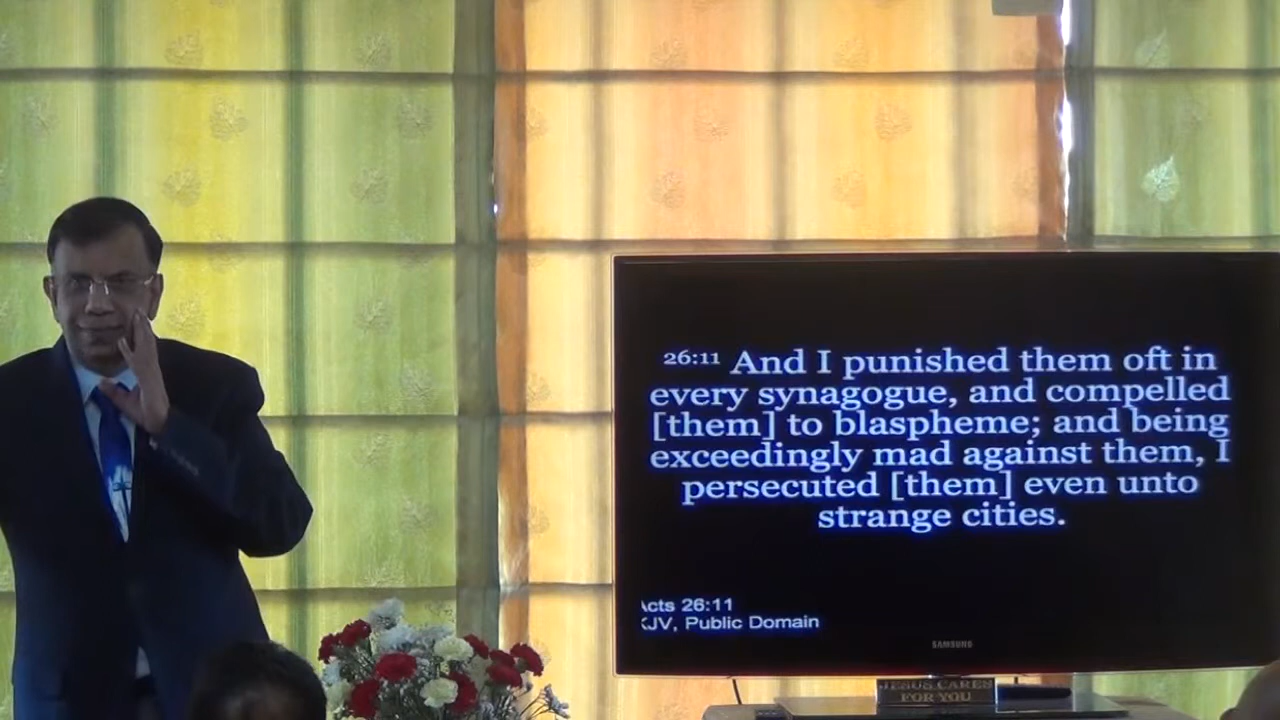 26:11 And I punished them oft in
every synagogue, and compelled
[them] to blaspheme; and being
exceedingly mad against them, I
persecuted [them] even unto
strange cities.
Acts 26:11
KJV, Public Domain
SAMSUNG
JESUS CARES
FOR YOU